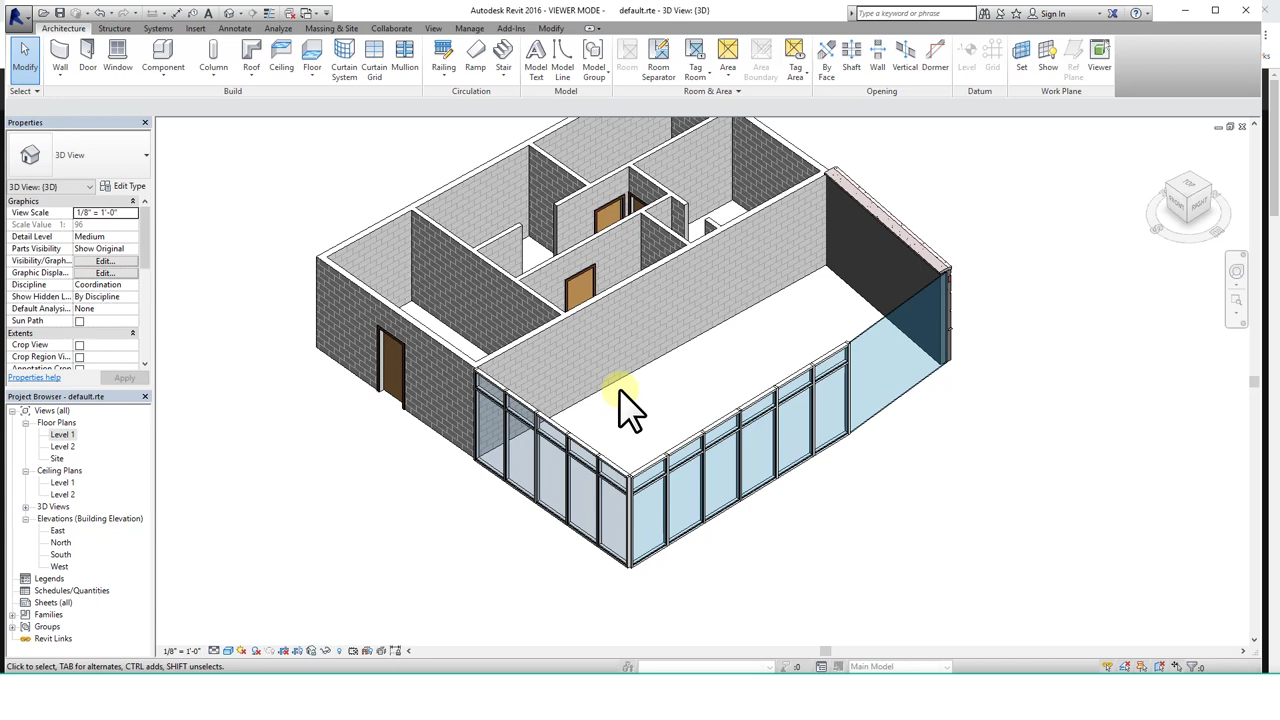 Autodesk Revit 2016 - VIEWER MODE - default.rte - 3D View: {3D}
Type a keyword or phrase
Sign In
Architecture Structure Systems Insert Annotate Analyze Massing & Site Collaborate View Manage Add-Ins Modify
Modify Wall Door Window Component Column Roof Ceiling Floor Curtain System Curtain Grid Mullion Railing Ramp Stair Model Text Model Line Model Group Room Room Separator Tag Room Area Area Boundary Tag Area By Face Shaft Wall Vertical Dormer Level Grid Set Show Ref Plane Viewer
Select Build Circulation Model Room & Area Opening Datum Work Plane
Properties
3D View
3D View: {3D} Edit Type
Graphics
View Scale 1/8" = 1'-0"
Scale Value 1: 96
Detail Level Medium
Parts Visibility Show Original
Visibility/Graph... Edit...
Graphic Displa... Edit...
Discipline Coordination
Show Hidden L... By Discipline
Default Analysi... None
Sun Path
Extents
Crop View
Crop Region Vi...
Annotation Crop
Properties help Apply
Project Browser - default.rte
Views (all)
Floor Plans
Level 1
Level 2
Site
Ceiling Plans
Level 1
Level 2
3D Views
Elevations (Building Elevation)
East
North
South
West
Legends
Schedules/Quantities
Sheets (all)
Families
Groups
Revit Links
TOP
FRONT RIGHT
1/8" = 1'-0"
Click to select, TAB for alternates, CTRL adds, SHIFT unselects.
:0 Main Model :0